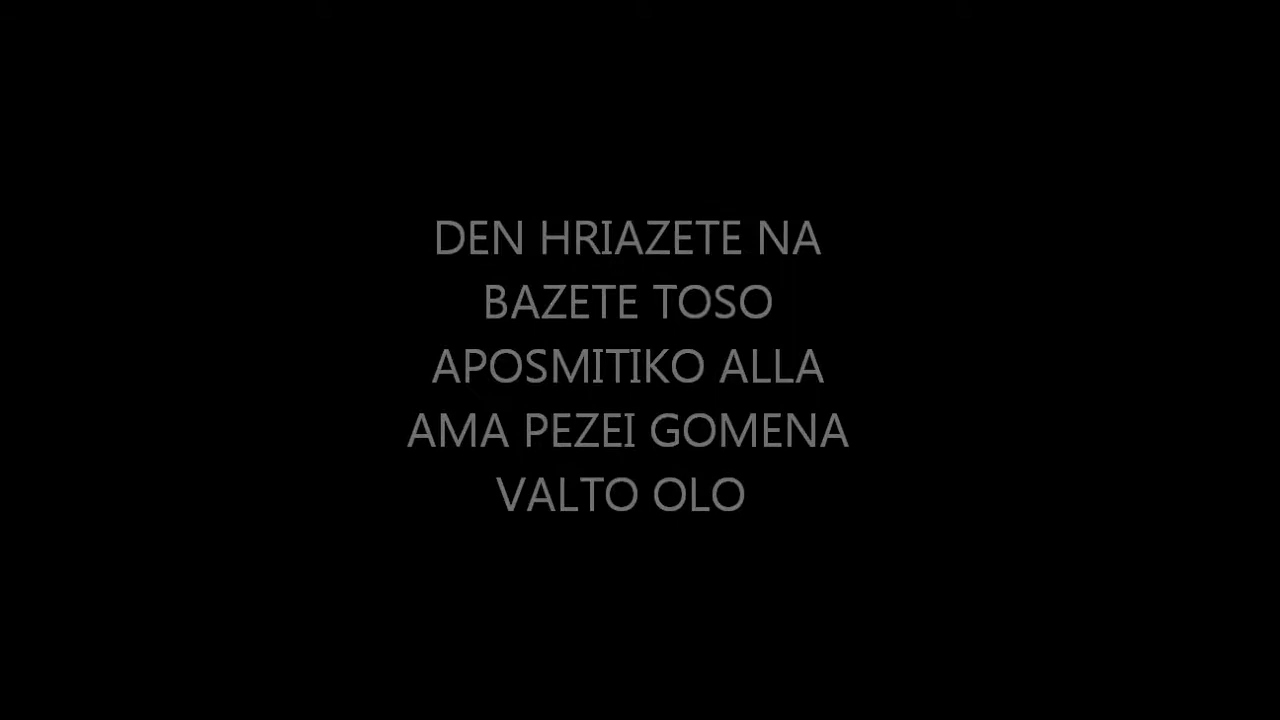 DEN HRIAZETE NA
BAZETE TOSO
APOSMITIKO ALLA
AMA PEZEI GOMENA
VALTO OLO